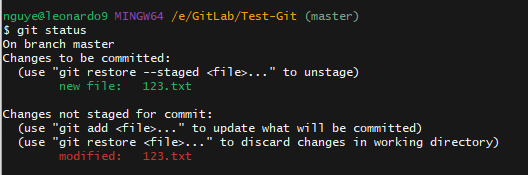 nguye@leonardo9 MINGW64 /e/GitLab/Test-Git (master)
$ git status
On branch master
Changes to be committed:
  (use "git restore --staged <file>..." to unstage)
        new file:   123.txt

Changes not staged for commit:
  (use "git add <file>..." to update what will be committed)
  (use "git restore <file>..." to discard changes in working directory)
        modified:   123.txt